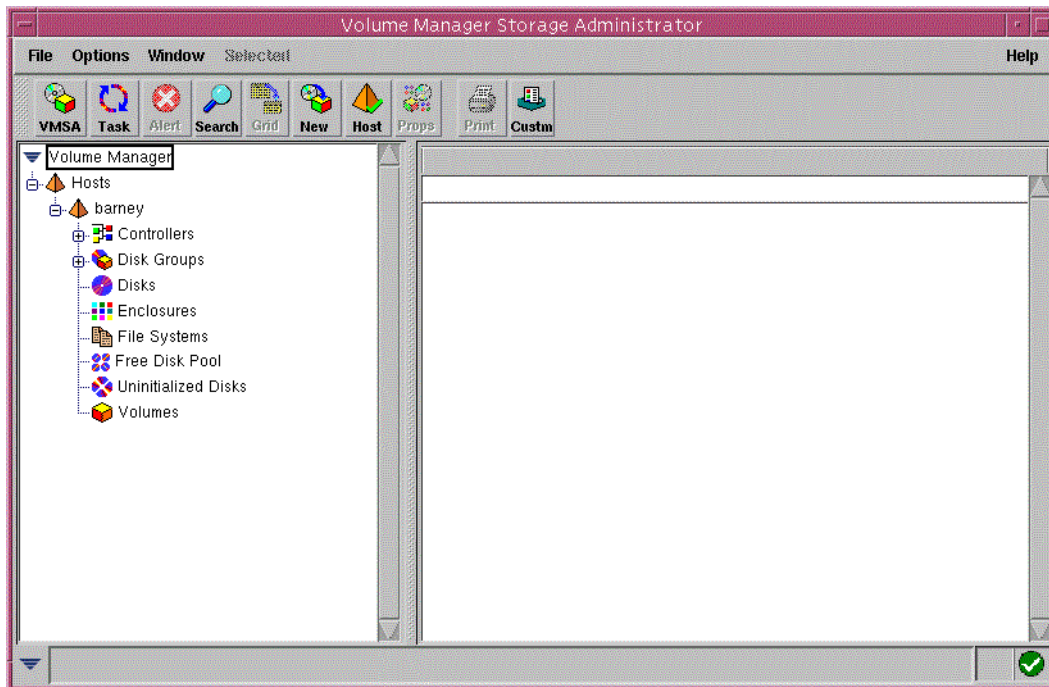 Volume Manager Storage Administrator
File Options Window Selected Help
VMSA Task Alert Search Grid New Host Props Print Custm
Volume Manager
Hosts
barney
Controllers
Disk Groups
Disks
Enclosures
File Systems
Free Disk Pool
Uninitialized Disks
Volumes